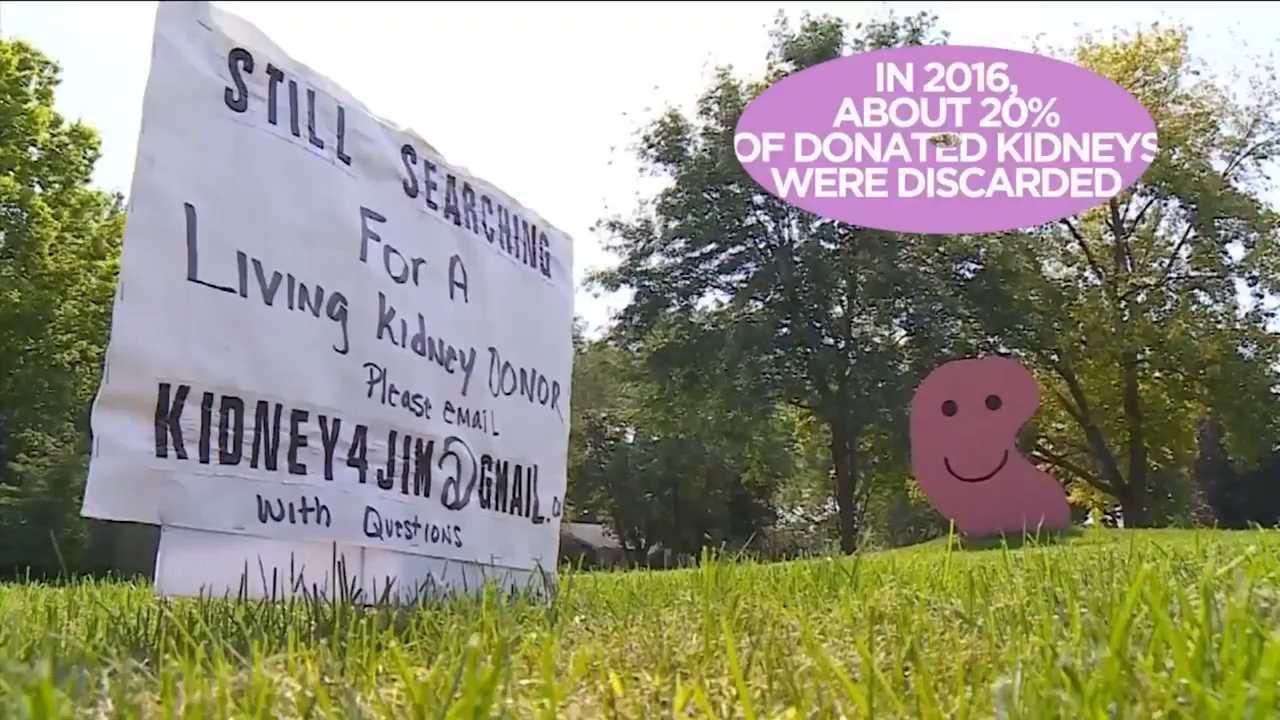 STILL SEARCHING
For A
Living Kidney DONOR
Please email
KIDNEY4JIM@GMAIL.
With Questions
IN 2016,
ABOUT 20%
OF DONATED KIDNEYS
WERE DISCARDED